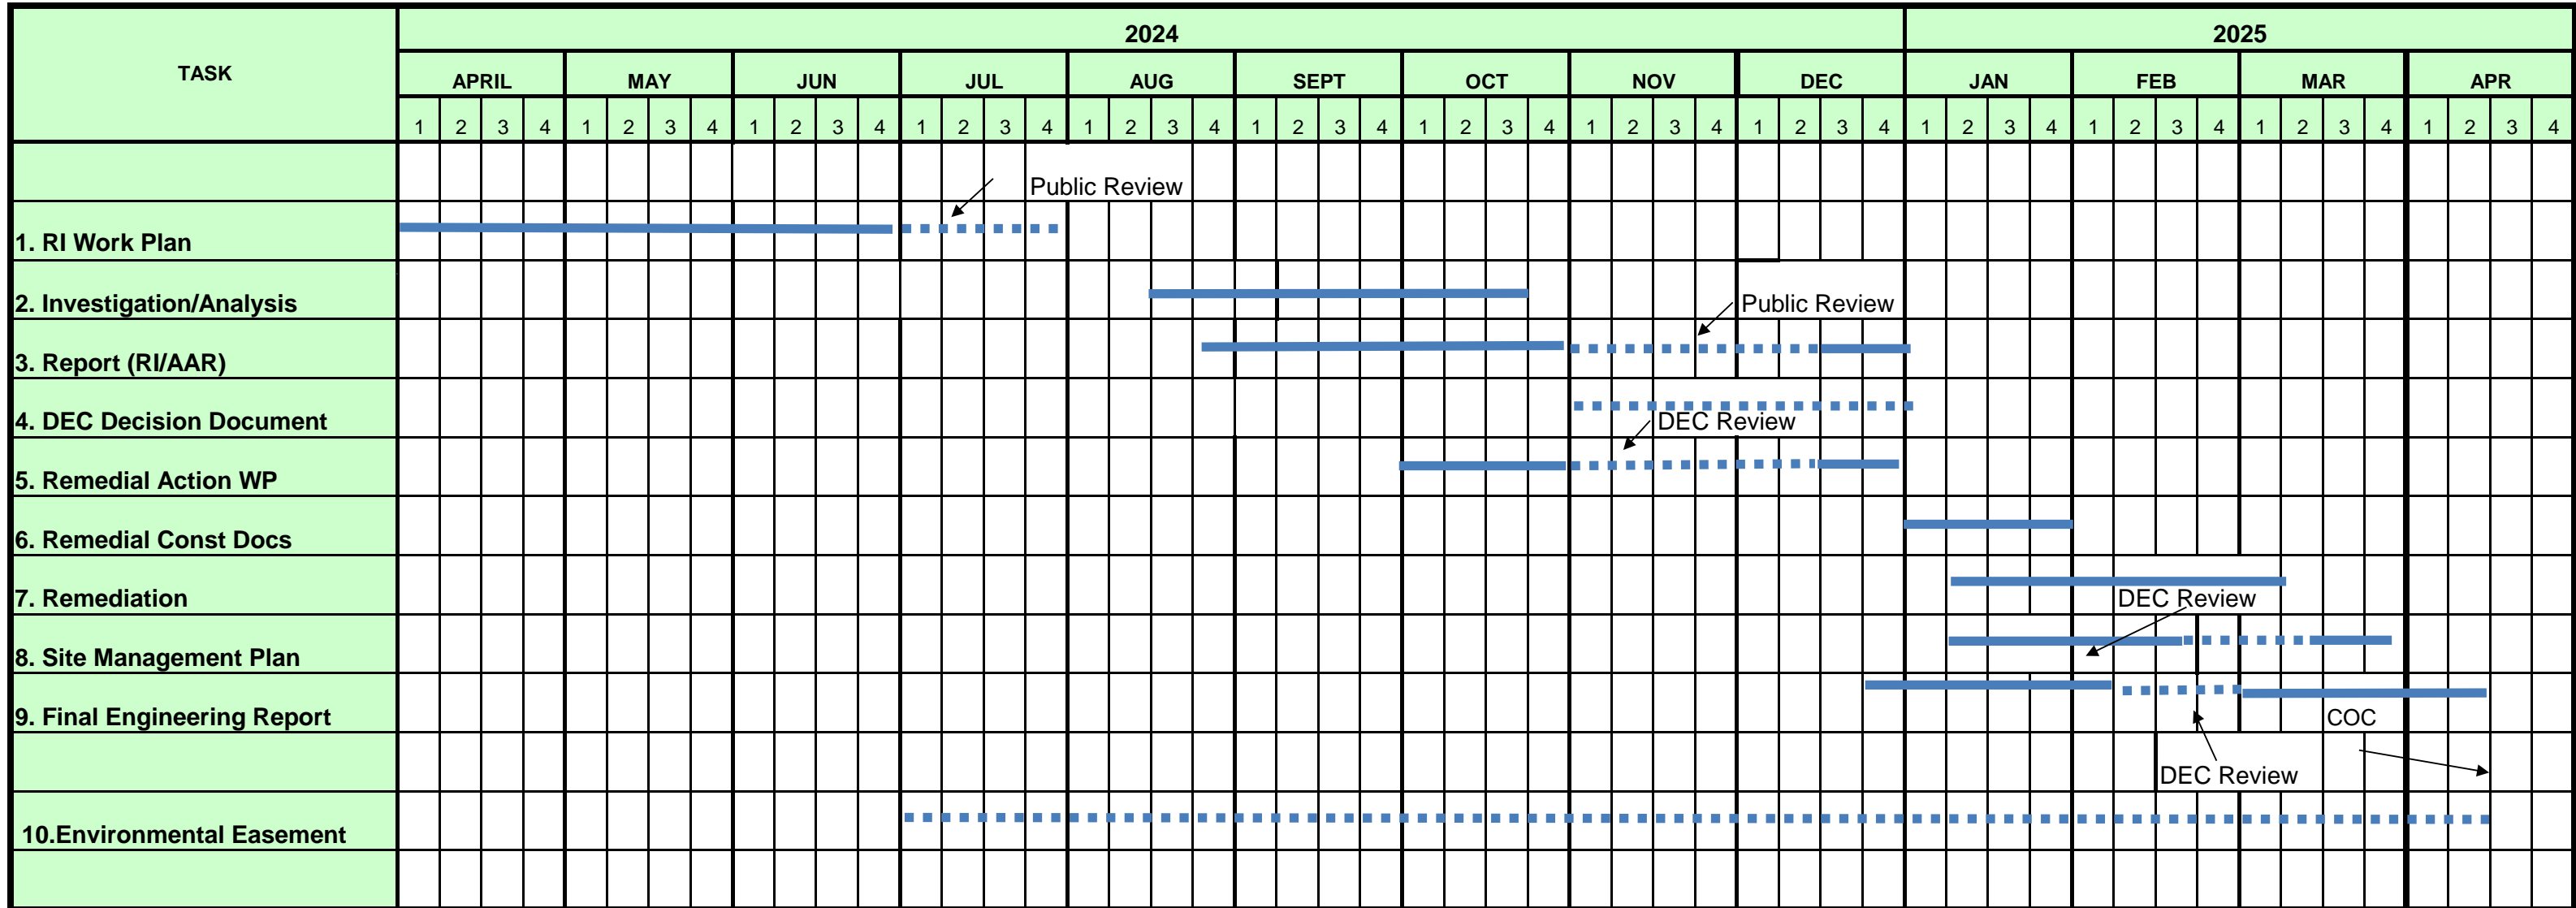 TASK
2024 2025
APRIL MAY JUN JUL AUG SEPT OCT NOV DEC JAN FEB MAR APR
1 2 3 4 1 2 3 4 1 2 3 4 1 2 3 4 1 2 3 4 1 2 3 4 1 2 3 4 1 2 3 4 1 2 3 4 1 2 3 4 1 2 3 4 1 2 3 4 1 2 3 4
Public Review
1. RI Work Plan
2. Investigation/Analysis
Public Review
3. Report (RI/AAR)
4. DEC Decision Document
DEC Review
5. Remedial Action WP
6. Remedial Const Docs
7. Remediation
DEC Review
8. Site Management Plan
9. Final Engineering Report
COC
DEC Review
10.Environmental Easement